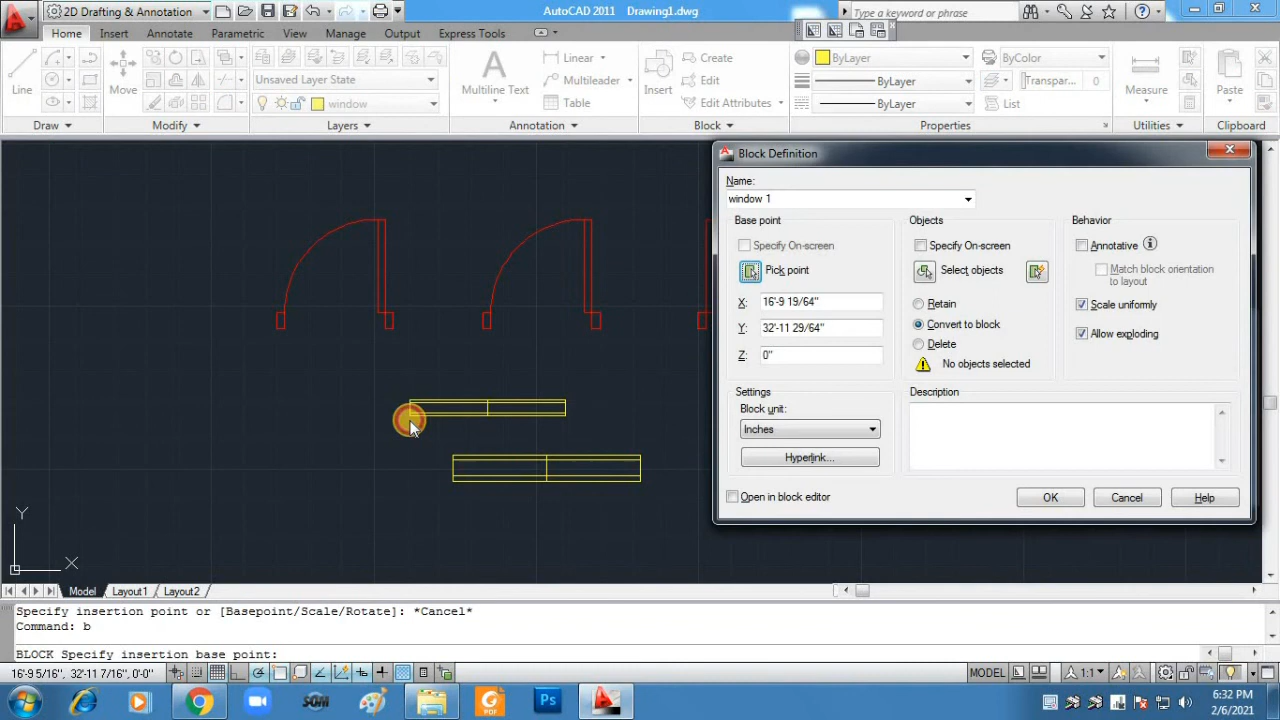 2D Drafting & Annotation
AutoCAD 2011 Drawing1.dwg
Type a keyword or phrase
Home Insert Annotate Parametric View Manage Output Express Tools
Line
Move
Unsaved Layer State
window
Multiline Text
Linear
Multileader
Table
Insert
Create
Edit
Edit Attributes
ByLayer
ByLayer
ByLayer
ByColor
Transpar... 0
List
Measure
Paste
Draw Modify Layers Annotation Block Properties Utilities Clipboard
Block Definition
Name:
window 1
Base point
Specify On-screen
Pick point
X: 16'-9 19/64"
Y: 32'-11 29/64"
Z: 0"
Objects
Specify On-screen
Select objects
Retain
Convert to block
Delete
No objects selected
Behavior
Annotative
Match block orientation
to layout
Scale uniformly
Allow exploding
Settings
Block unit:
Inches
Hyperlink...
Description
Open in block editor
OK Cancel Help
Y
X
Model Layout1 Layout2
Specify insertion point or [Basepoint/Scale/Rotate]: *Cancel*
Command: b
BLOCK Specify insertion base point:
16'-9 5/16", 32'-11 7/16", 0'-0"
MODEL
1:1
SOM
PDF
Ps
6:32 PM
2/6/2021